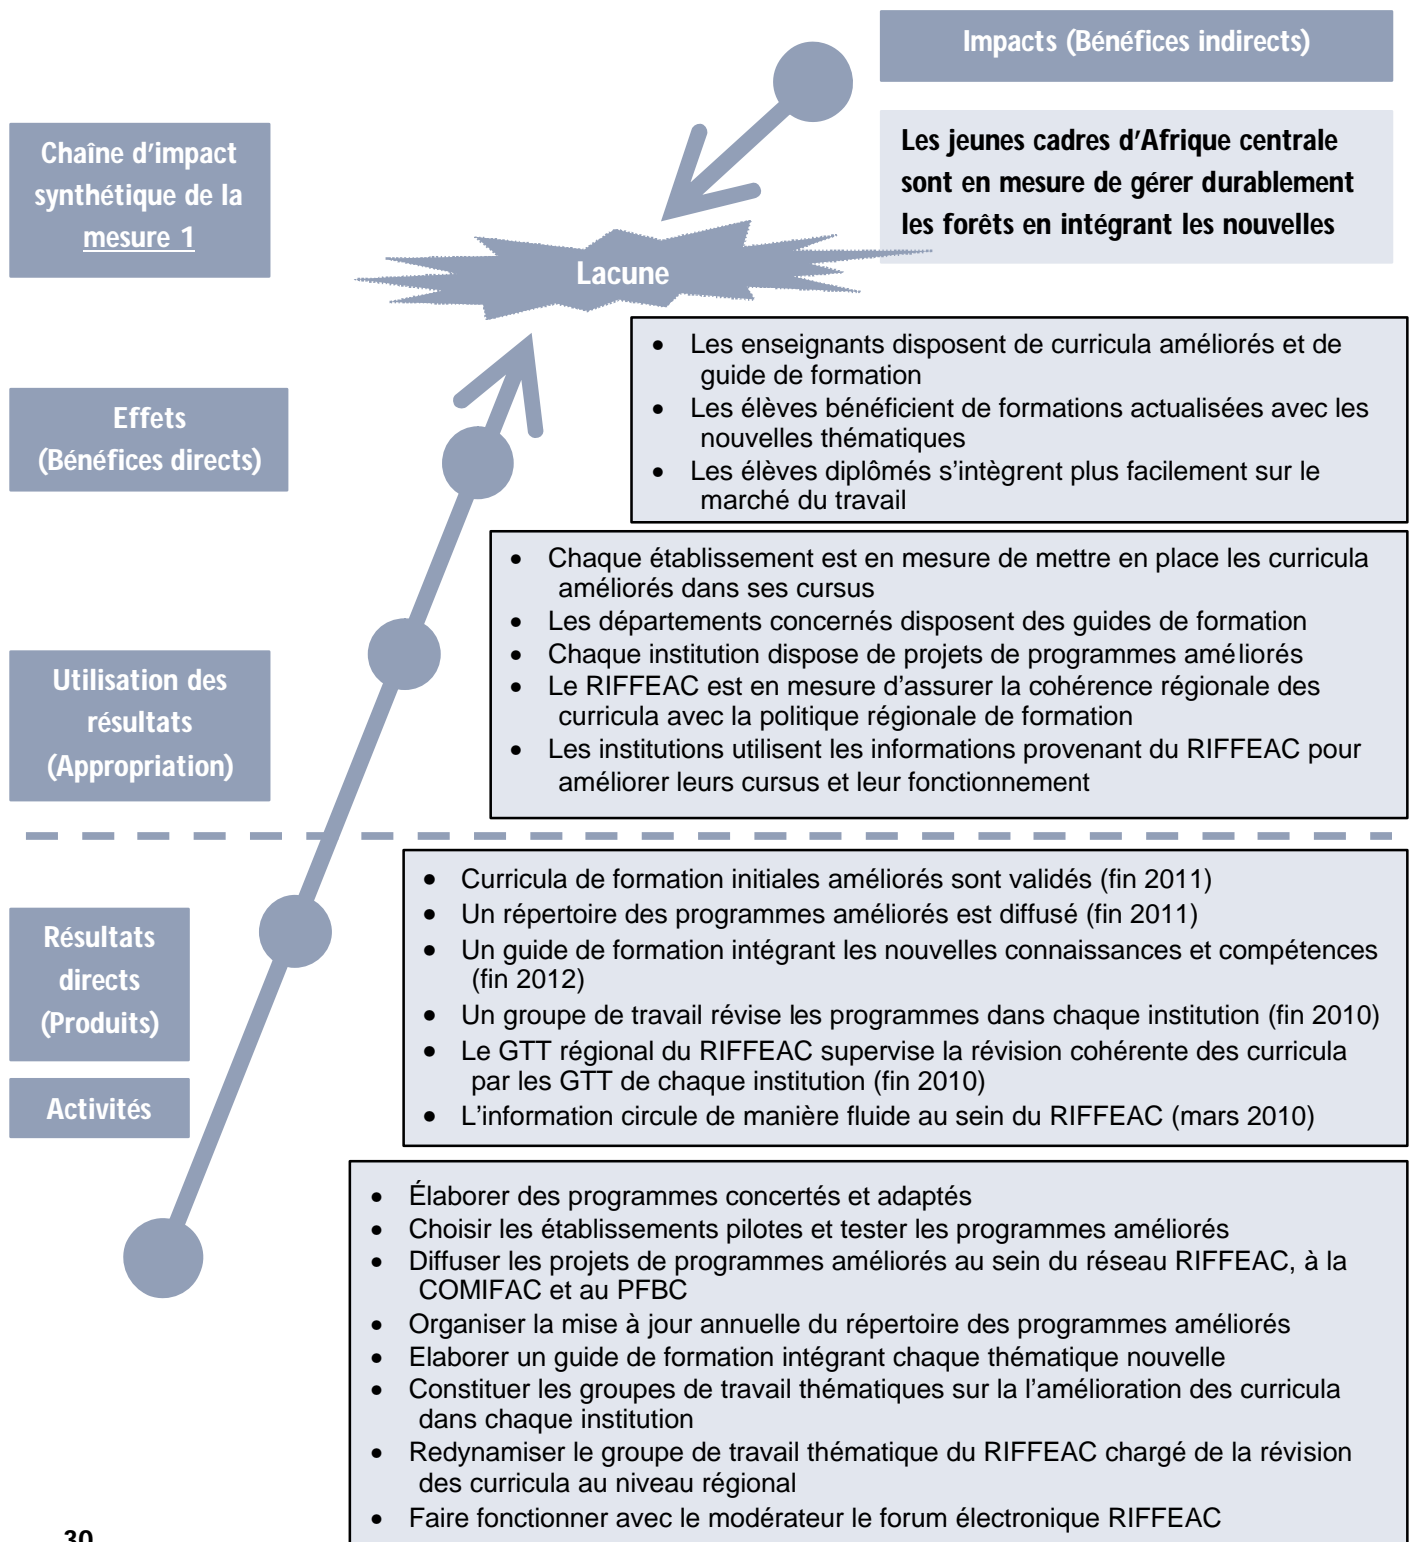 Impacts (Bénéfices indirects)
Les jeunes cadres d'Afrique centrale
sont en mesure de gérer durablement
les forêts en intégrant les nouvelles
Chaîne d'impact
synthétique de la
mesure 1
Lacune
Effets
(Bénéfices directs)
• Les enseignants disposent de curricula améliorés et de
guide de formation
• Les élèves bénéficient de formations actualisées avec les
nouvelles thématiques
• Les élèves diplômés s'intègrent plus facilement sur le
marché du travail
Utilisation des
résultats
(Appropriation)
• Chaque établissement est en mesure de mettre en place les curricula
améliorés dans ses cursus
• Les départements concernés disposent des guides de formation
• Chaque institution dispose de projets de programmes améliorés
• Le RIFFEAC est en mesure d'assurer la cohérence régionale des
curricula avec la politique régionale de formation
• Les institutions utilisent les informations provenant du RIFFEAC pour
améliorer leurs cursus et leur fonctionnement
Résultats
directs
(Produits)
• Curricula de formation initiales améliorés sont validés (fin 2011)
• Un répertoire des programmes améliorés est diffusé (fin 2011)
• Un guide de formation intégrant les nouvelles connaissances et compétences
(fin 2012)
• Un groupe de travail révise les programmes dans chaque institution (fin 2010)
• Le GTT régional du RIFFEAC supervise la révision cohérente des curricula
par les GTT de chaque institution (fin 2010)
• L'information circule de manière fluide au sein du RIFFEAC (mars 2010)
Activités
• Élaborer des programmes concertés et adaptés
• Choisir les établissements pilotes et tester les programmes améliorés
• Diffuser les projets de programmes améliorés au sein du réseau RIFFEAC, à la
COMIFAC et au PFBC
• Organiser la mise à jour annuelle du répertoire des programmes améliorés
• Elaborer un guide de formation intégrant chaque thématique nouvelle
• Constituer les groupes de travail thématiques sur la l'amélioration des curricula
dans chaque institution
• Redynamiser le groupe de travail thématique du RIFFEAC chargé de la révision
des curricula au niveau régional
• Faire fonctionner avec le modérateur le forum électronique RIFFEAC
30